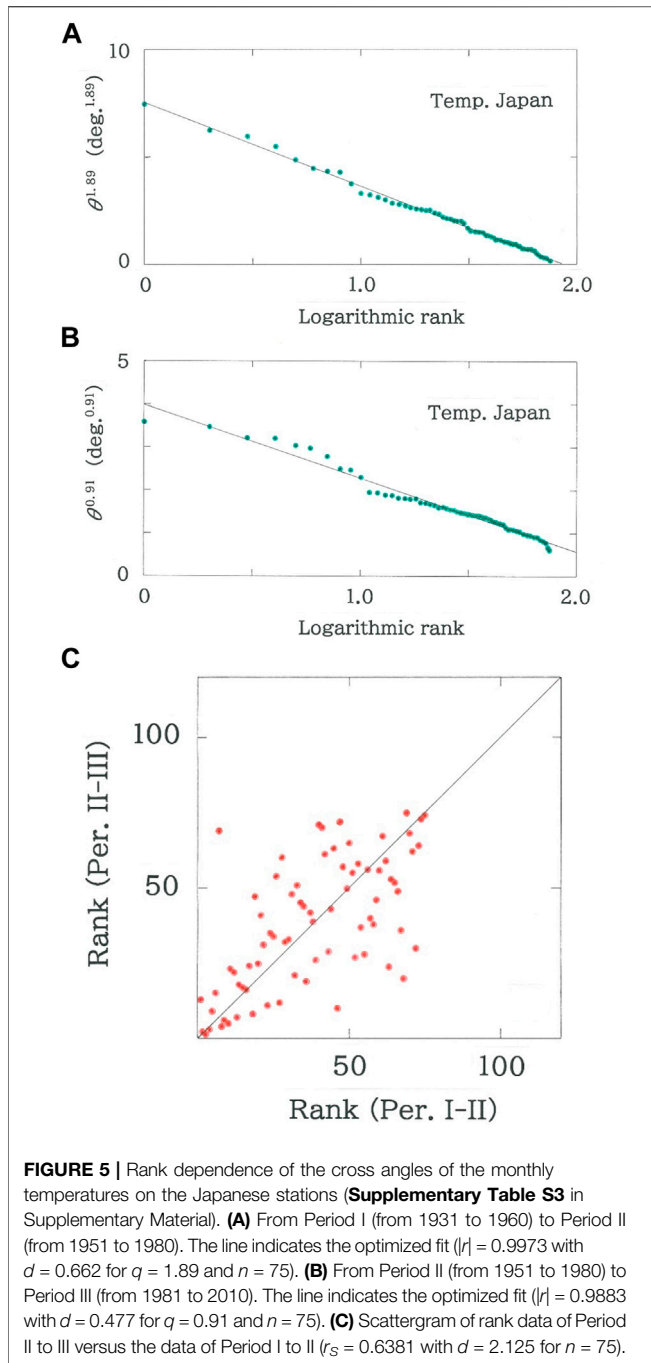 A
10
θ^1.89 (deg.^1.89)
Temp. Japan
0
0
1.0
2.0
Logarithmic rank
B
5
θ^0.91 (deg.^0.91)
Temp. Japan
0
0
1.0
2.0
Logarithmic rank
C
100
Rank (Per. II-III)
50
50
100
Rank (Per. I-II)
FIGURE 5 | Rank dependence of the cross angles of the monthly
temperatures on the Japanese stations (Supplementary Table S3 in
Supplementary Material). (A) From Period I (from 1931 to 1960) to Period II
(from 1951 to 1980). The line indicates the optimized fit (|r| = 0.9973 with
d = 0.662 for q = 1.89 and n = 75). (B) From Period II (from 1951 to 1980) to
Period III (from 1981 to 2010). The line indicates the optimized fit (|r| = 0.9883
with d = 0.477 for q = 0.91 and n = 75). (C) Scattergram of rank data of Period
II to III versus the data of Period I to II (rS = 0.6381 with d = 2.125 for n = 75).